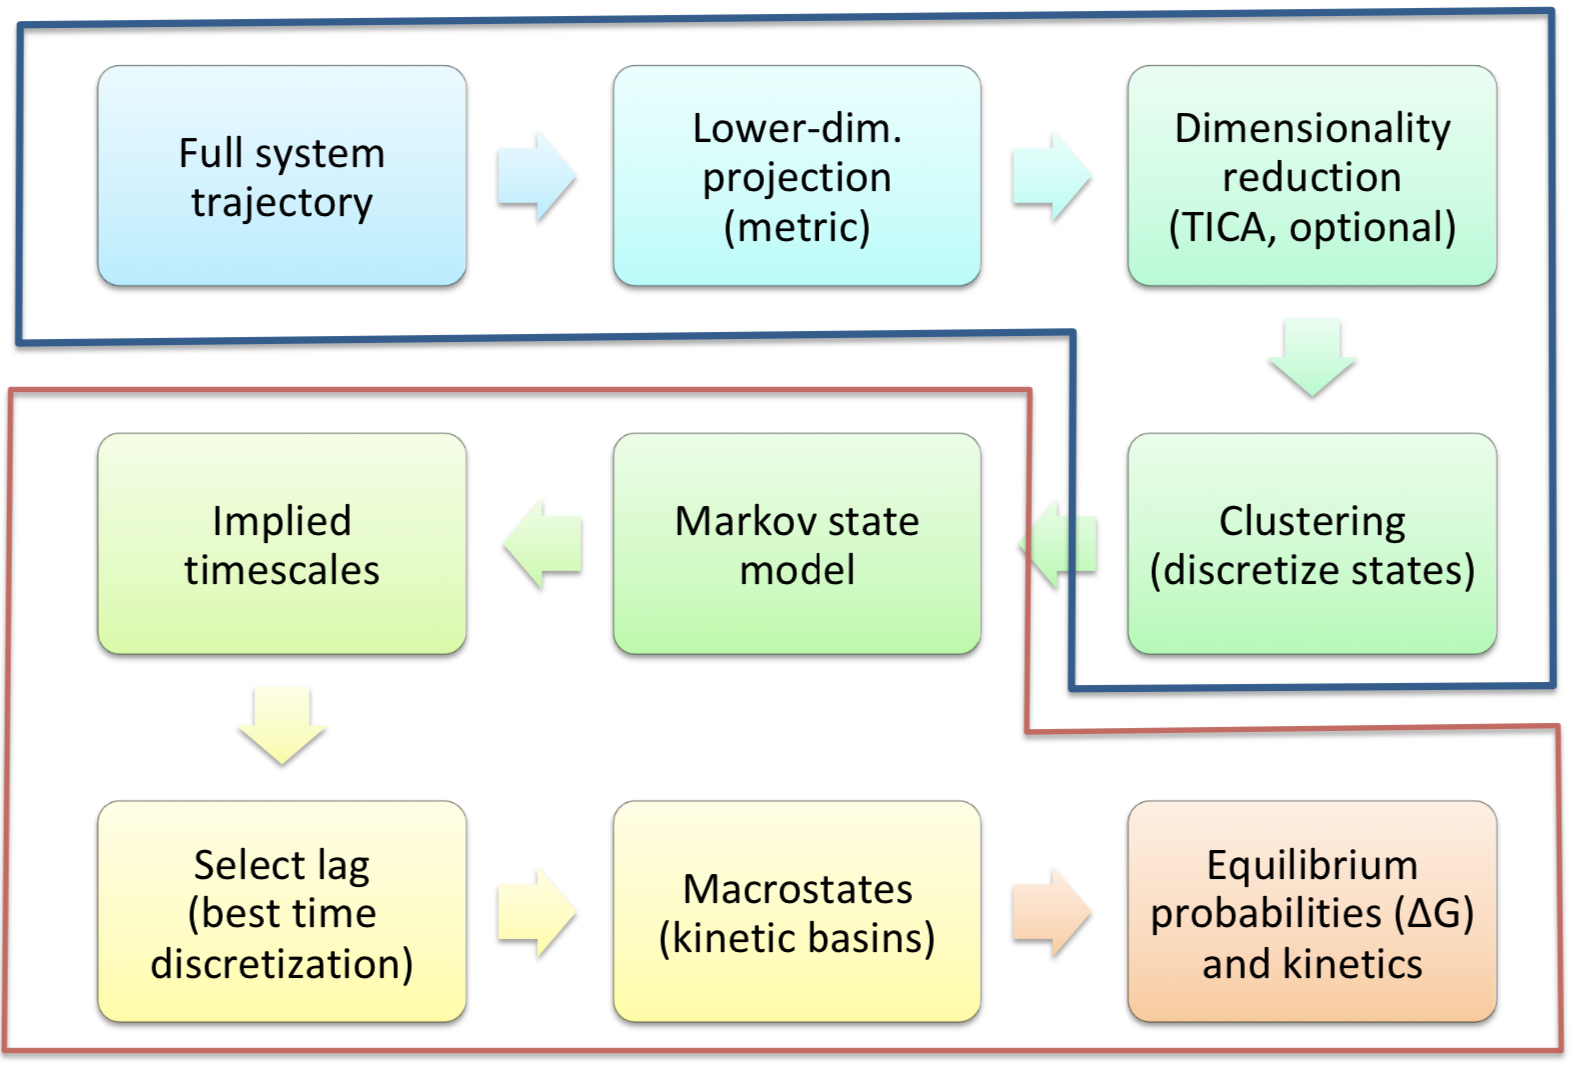 Full system
trajectory
Lower-dim.
projection
(metric)
Dimensionality
reduction
(TICA, optional)
Implied
timescales
Markov state
model
Clustering
(discretize states)
Select lag
(best time
discretization)
Macrostates
(kinetic basins)
Equilibrium
probabilities (ΔG)
and kinetics